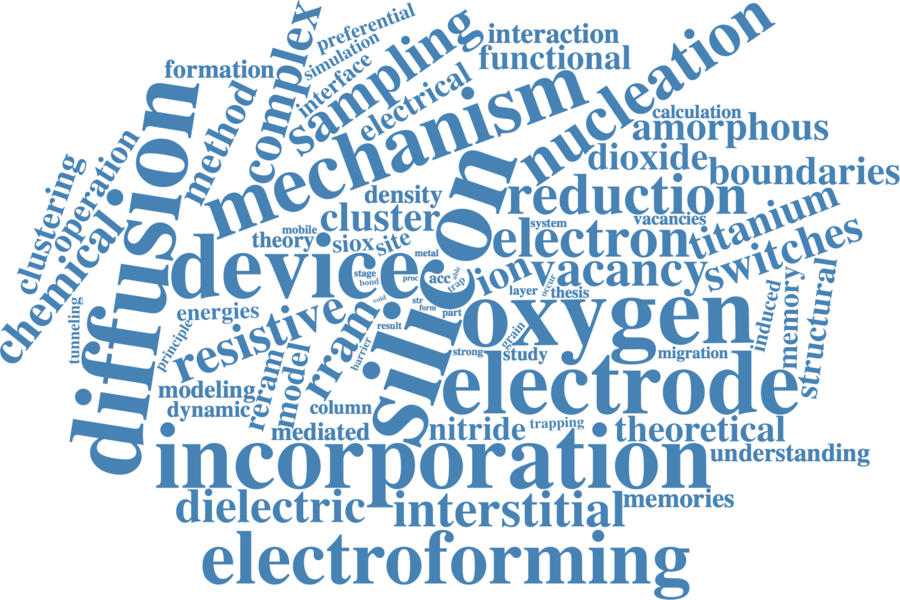 preferential
simulation
interface
complex
sampling
interaction
functional
nucleation
formation
method
electrical
mechanism
calculation
amorphous
dioxide
boundaries
clustering
operation
chemical
diffusion
density
cluster
silicon
reduction
vacancies
titanium
mobile
theory
siox
site
metal
system
electron
switches
device
stage
bond
proc
acc
able
trap
ion
vacancy
layer
occur
thesis
void
str
form
part
oxygen
induced
memory
structural
tunneling
energies
principle
resistive
rram
result
barrier
grain
strong
study
migration
modeling
dynamic
reram
model
column
electrode
mediated
nitride
trapping
theoretical
incorporation
understanding
dielectric
interstitial
memories
electroforming